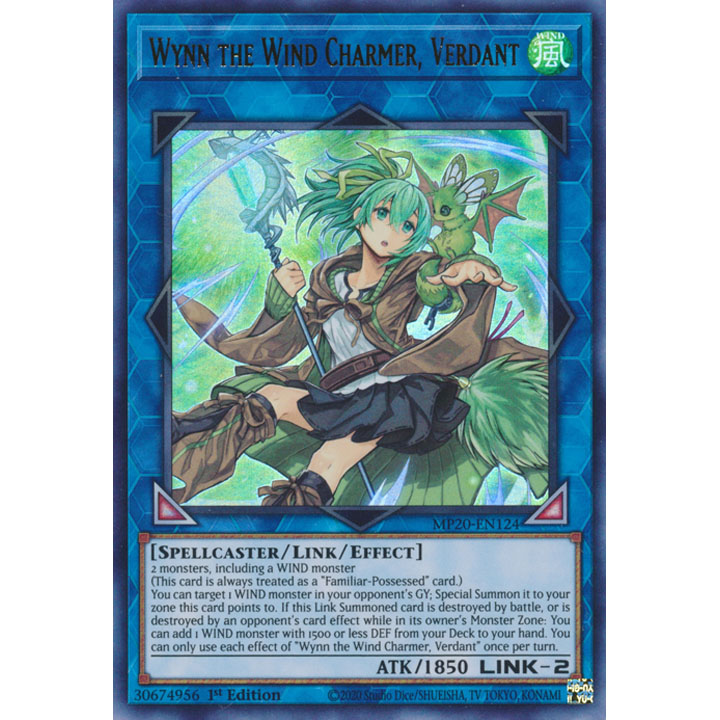 Wynn the Wind Charmer, Verdant
WIND
風
MP20-EN124
[Spellcaster/Link/Effect]
2 monsters, including a WIND monster
(This card is always treated as a "Familiar-Possessed" card.)
You can target 1 WIND monster in your opponent's GY; Special Summon it to your
zone this card points to. If this Link Summoned card is destroyed by battle, or is
destroyed by an opponent's card effect while in its owner's Monster Zone: You
can add 1 WIND monster with 1500 or less DEF from your Deck to your hand. You
can only use each effect of "Wynn the Wind Charmer, Verdant" once per turn.
ATK/1850 LINK-2
30674956 1st Edition ©2020 Studio Dice/SHUEISHA, TV TOKYO, KONAMI